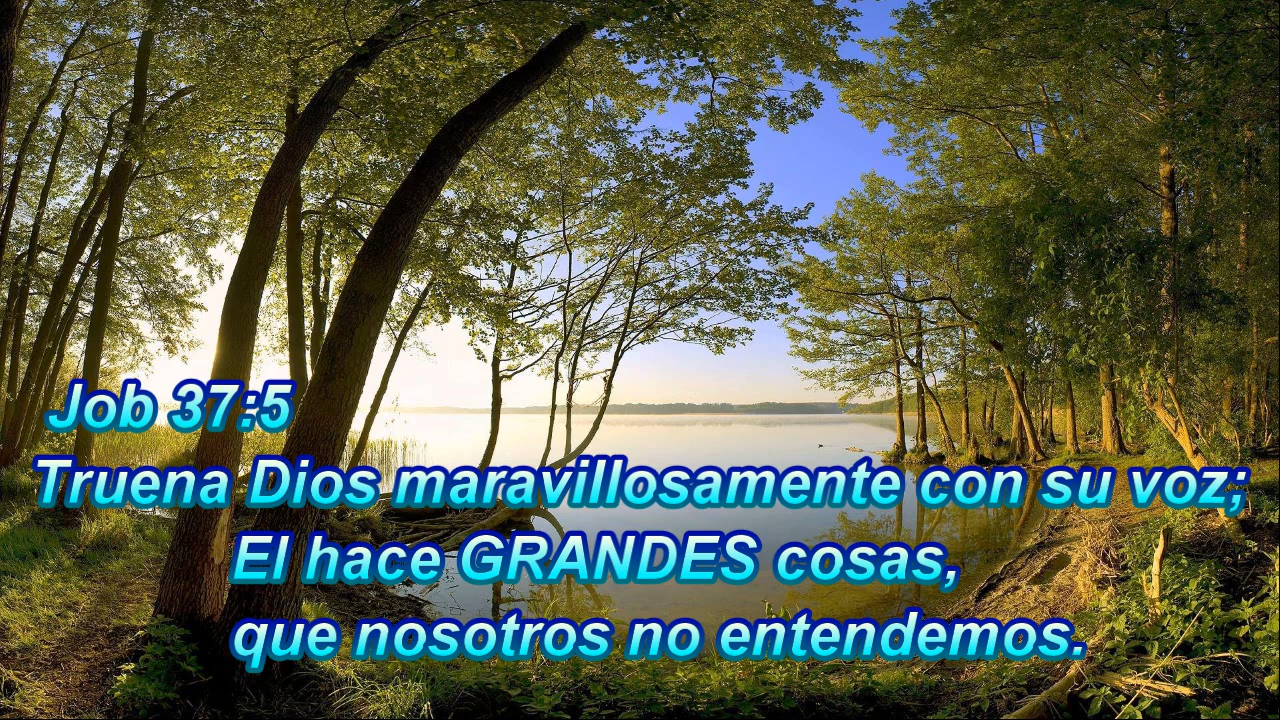 Job 37:5
Truena Dios maravillosamente con su voz;
El hace GRANDES cosas,
que nosotros no entendemos.